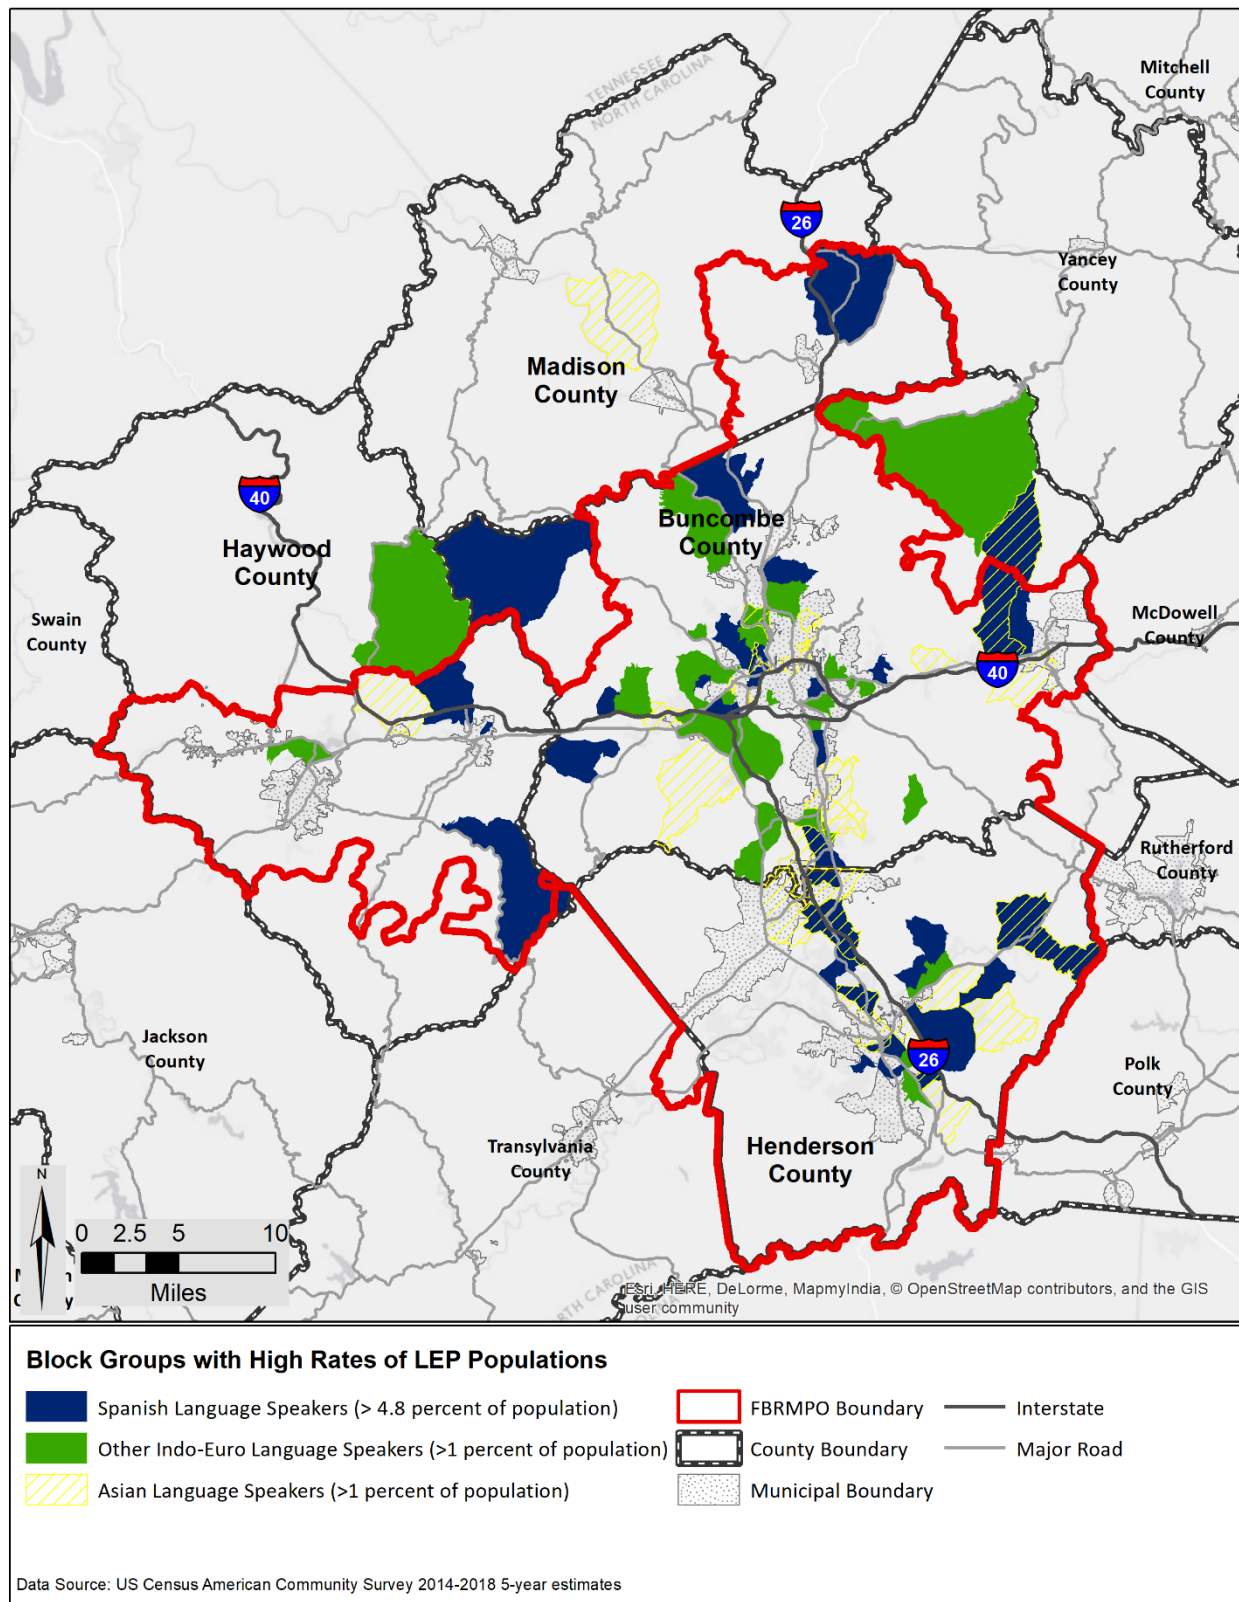 TENNESSEE
NORTH CAROLINA
Mitchell
County
26
Yancey
County
Madison
County
40
Buncombe
County
Haywood
County
Swain
County
McDowell
County
40
Rutherford
County
Jackson
County
26
Polk
County
Transylvania
County
Henderson
County
N
0 2.5 5 10
Miles
Esri, HERE, DeLorme, MapmyIndia, © OpenStreetMap contributors, and the GIS
user community
Block Groups with High Rates of LEP Populations
Spanish Language Speakers (> 4.8 percent of population)
Other Indo-Euro Language Speakers (>1 percent of population)
Asian Language Speakers (>1 percent of population)
FBRMPO Boundary
County Boundary
Municipal Boundary
Interstate
Major Road
Data Source: US Census American Community Survey 2014-2018 5-year estimates